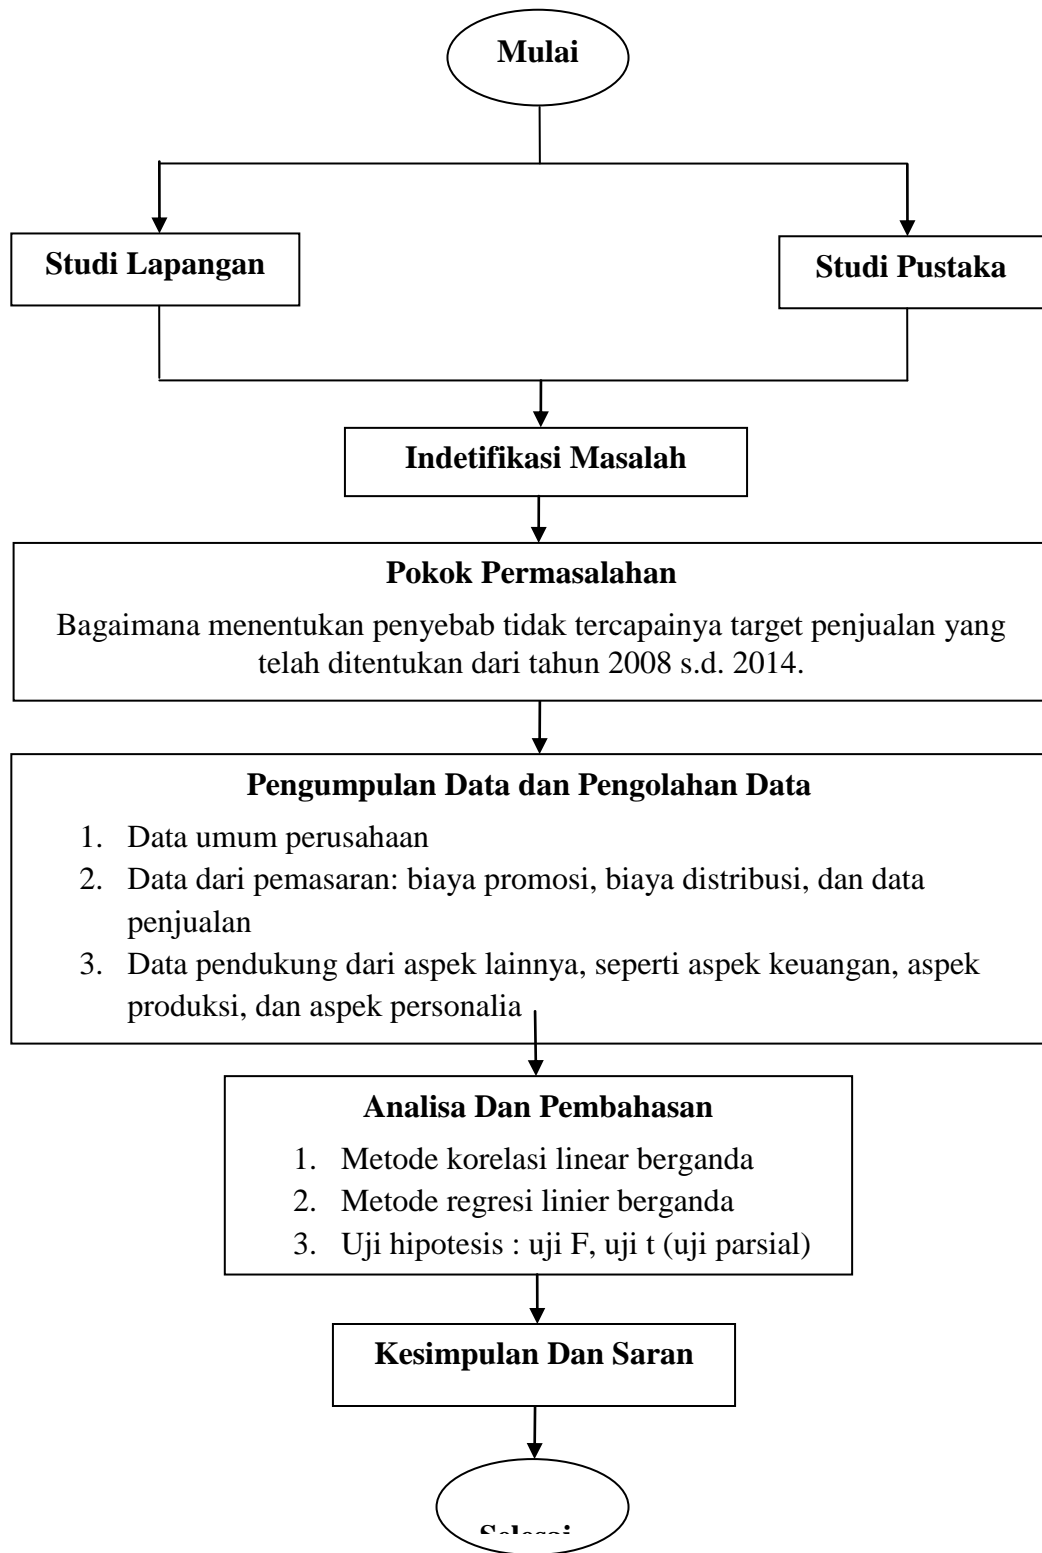 Mulai
Studi Lapangan
Studi Pustaka
Indetifikasi Masalah
Pokok Permasalahan
Bagaimana menentukan penyebab tidak tercapainya target penjualan yang
telah ditentukan dari tahun 2008 s.d. 2014.
Pengumpulan Data dan Pengolahan Data
1. Data umum perusahaan
2. Data dari pemasaran: biaya promosi, biaya distribusi, dan data
penjualan
3. Data pendukung dari aspek lainnya, seperti aspek keuangan, aspek
produksi, dan aspek personalia
Analisa Dan Pembahasan
1. Metode korelasi linear berganda
2. Metode regresi linier berganda
3. Uji hipotesis : uji F, uji t (uji parsial)
Kesimpulan Dan Saran
Selesai